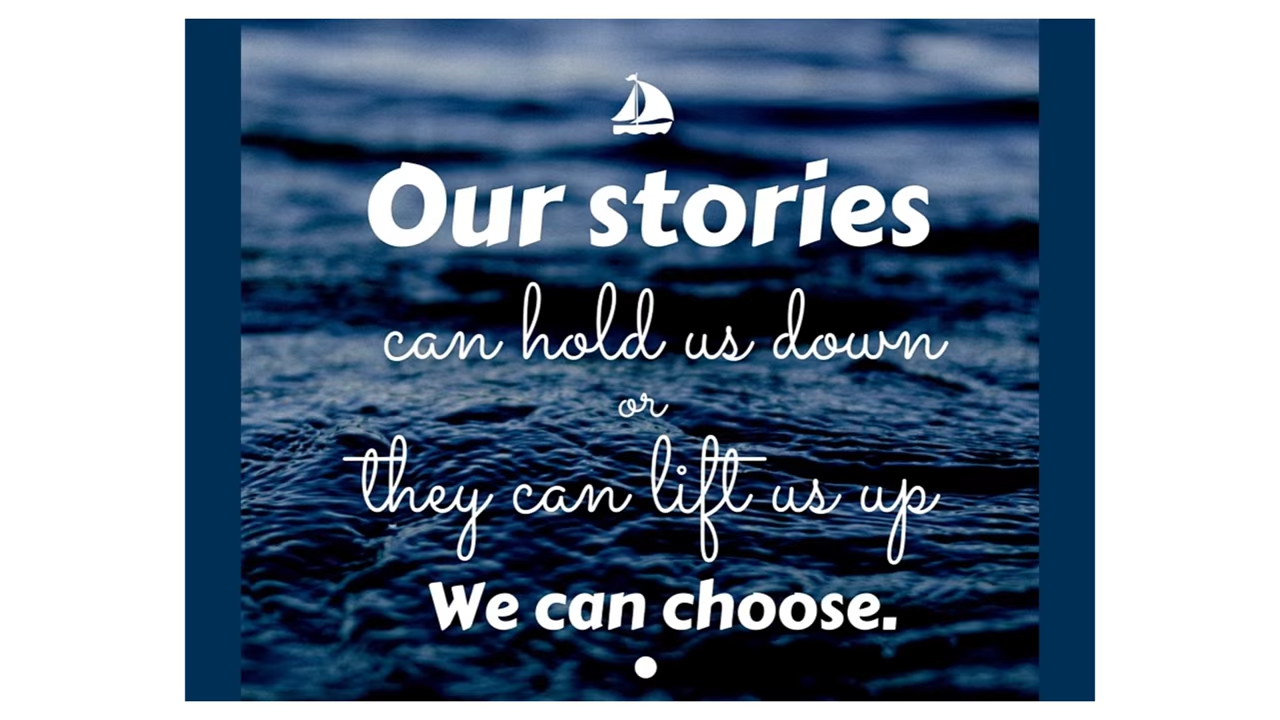 Our stories
can hold us down
or
they can lift us up
We can choose.